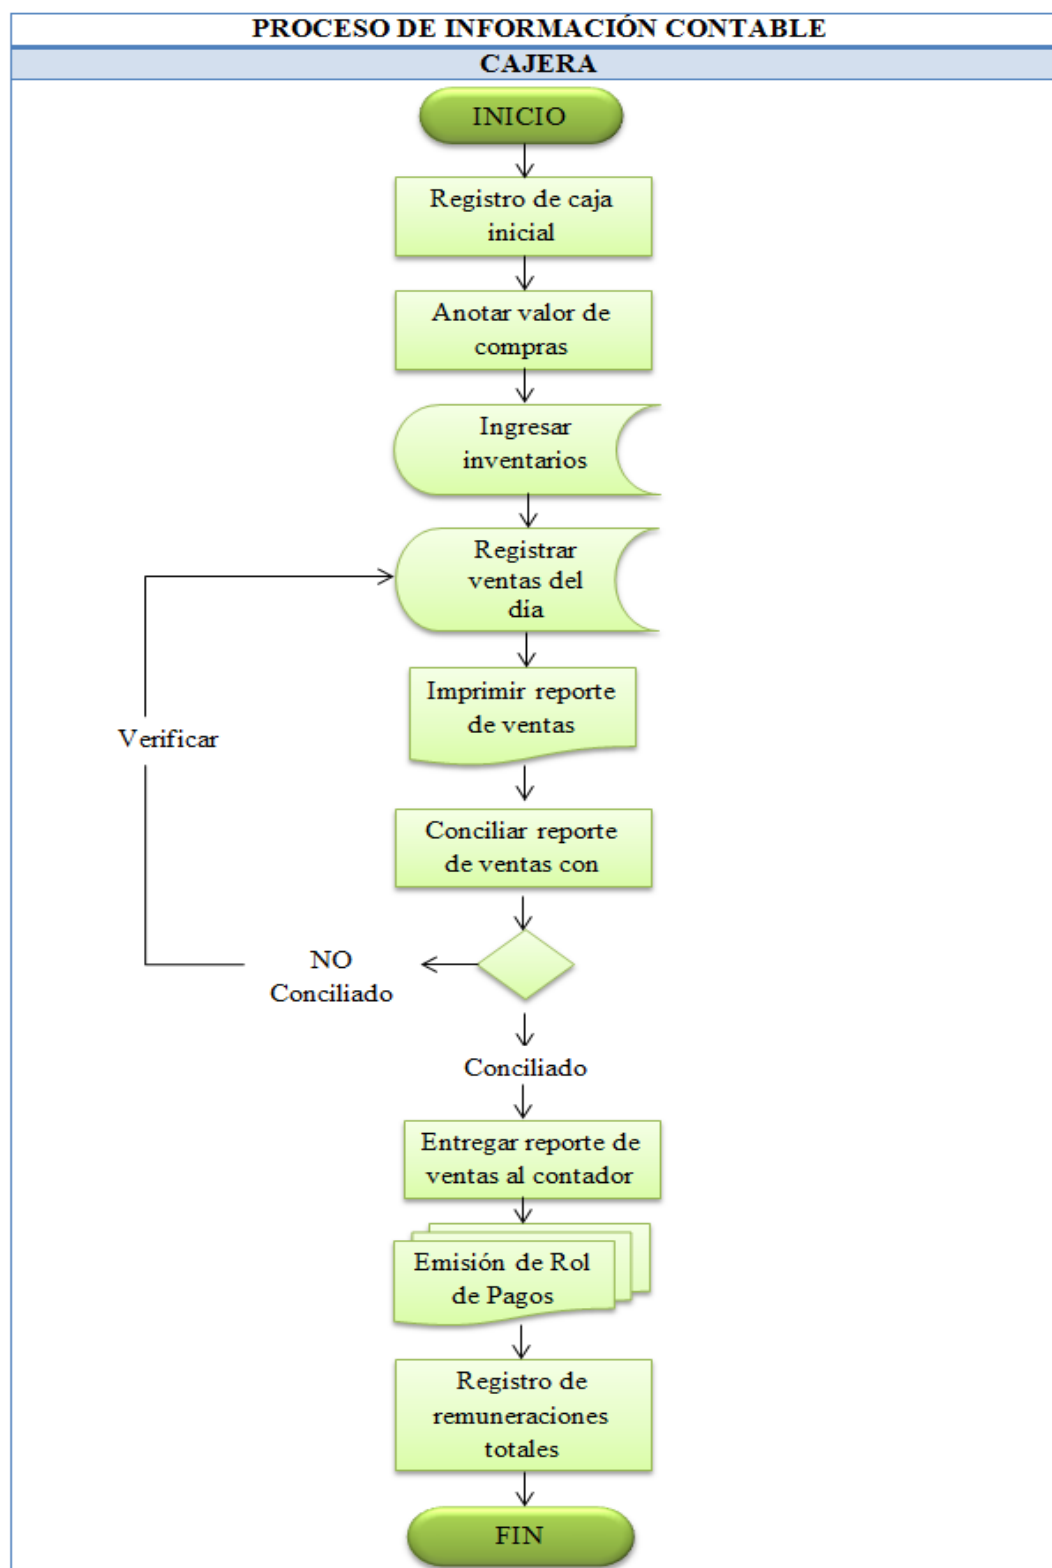 PROCESO DE INFORMACIÓN CONTABLE
CAJERA
INICIO
Registro de caja
inicial
Anotar valor de
compras
Ingresar
inventarios
Registrar
ventas del
día
Imprimir reporte
de ventas
Verificar
Conciliar reporte
de ventas con
NO
Conciliado
Conciliado
Entregar reporte de
ventas al contador
Emisión de Rol
de Pagos
Registro de
remuneraciones
totales
FIN